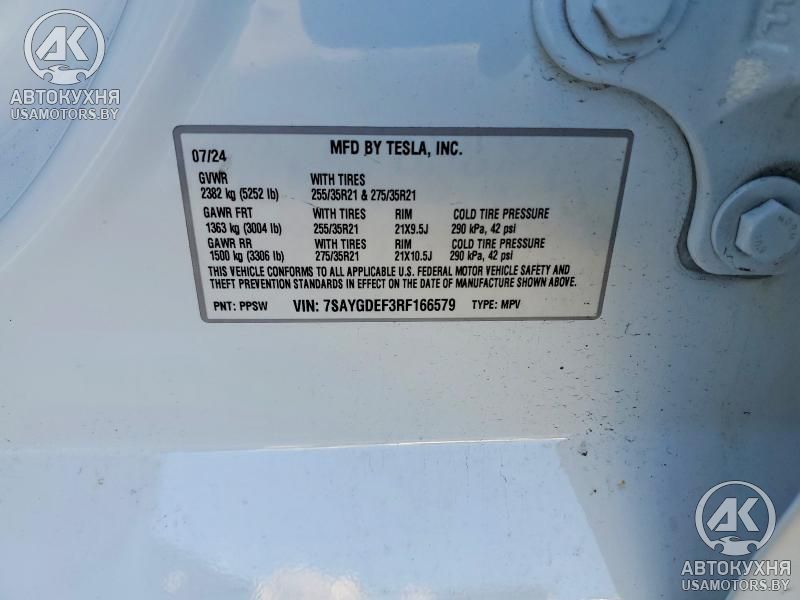 AK
АВТОКУХНЯ
USAMOTORS.BY
07/24 MFD BY TESLA, INC.
GVWR WITH TIRES
2382 kg (5252 lb) 255/35R21 & 275/35R21
GAWR FRT WITH TIRES RIM COLD TIRE PRESSURE
1363 kg (3004 lb) 255/35R21 21X9.5J 290 kPa, 42 psi
GAWR RR WITH TIRES RIM COLD TIRE PRESSURE
1500 kg (3306 lb) 275/35R21 21X10.5J 290 kPa, 42 psi
THIS VEHICLE CONFORMS TO ALL APPLICABLE U.S. FEDERAL MOTOR VEHICLE SAFETY AND
THEFT PREVENTION STANDARDS IN EFFECT ON THE DATE OF MANUFACTURE SHOWN ABOVE.
PNT: PPSW VIN: 7SAYGDEF3RF166579 TYPE: MPV
AK
АВТОКУХНЯ
USAMOTORS.BY